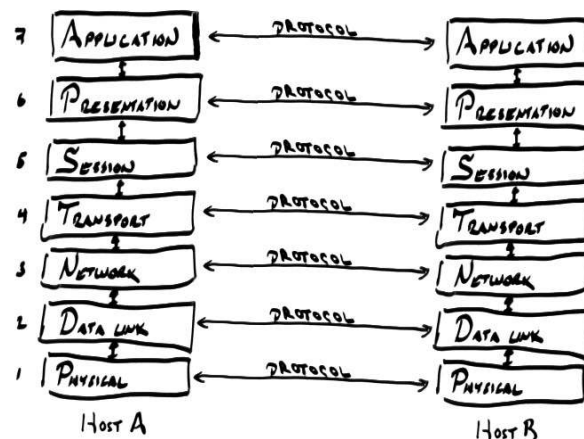 7 APPLICATION PROTOCOL APPLICATION
6 PRESENTATION PROTOCOL PRESENTATION
5 SESSION PROTOCOL SESSION
4 TRANSPORT PROTOCOL TRANSPORT
3 NETWORK PROTOCOL NETWORK
2 DATA LINK PROTOCOL DATA LINK
1 PHYSICAL PROTOCOL PHYSICAL
HOST A HOST B